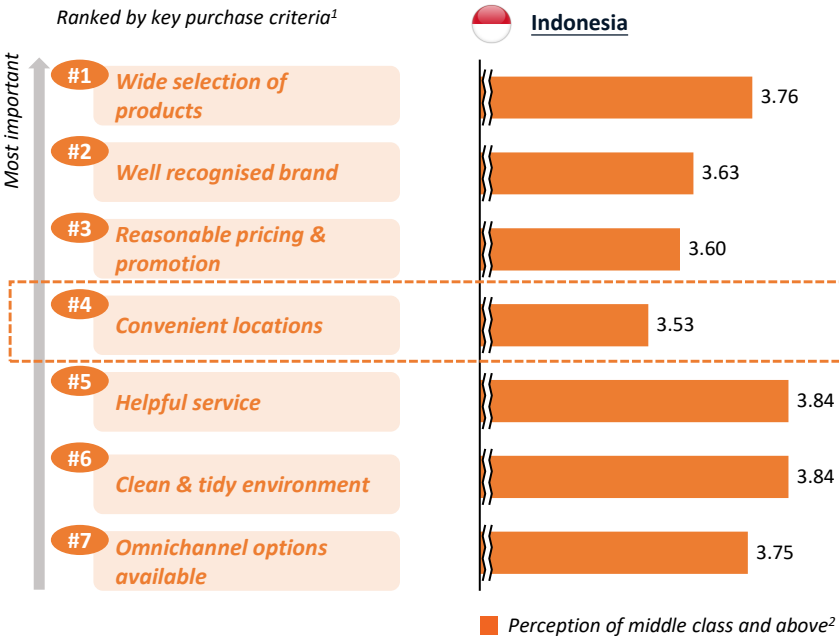 Ranked by key purchase criteria1
Indonesia
Most important
#1
Wide selection of
products
3.76
#2
Well recognised brand
3.63
#3
Reasonable pricing &
promotion
3.60
#4
Convenient locations
3.53
#5
Helpful service
3.84
#6
Clean & tidy environment
3.84
#7
Omnichannel options
available
3.75
Perception of middle class and above2